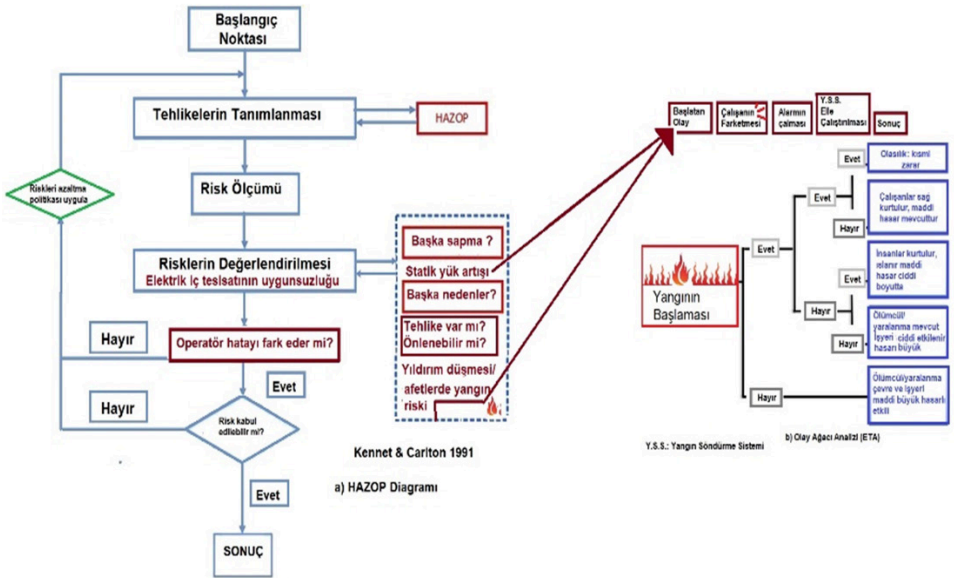 Başlangıç
Noktası
Tehlikelerin Tanımlanması
HAZOP
Riskleri azaltma
politikası uygula
Risk Ölçümü
Risklerin Değerlendirilmesi
Elektrik iç tesisatının uygunsuzluğu
Hayır
Operatör hatayı fark eder mi?
Evet
Hayır
Risk kabul
edilebilir mi?
Evet
SONUÇ
Başka sapma ?
Statik yük artışı
Başka nedenler?
Tehlike var mı?
Önlenebilir mi?
Yıldırım düşmesi/
afetlerde yangın
riski
Kennet & Carlton 1991
a) HAZOP Diagramı
Başlatan
Olay
Çalışanın
Farketmesi
Alarmın
çalması
Y.S.S.
Elle
Çalıştırılması
Sonuç
Yangının
Başlaması
Evet
Hayır
Evet
Hayır
Evet
Hayır
Evet
Hayır
Olasılık: kısmi
zarar
Çalışanlar sağ
kurtulur, maddi
hasar mevcuttur
İnsanlar kurtulur,
ıslanır maddi
hasar ciddi
boyutta
Ölümcül/
yaralanma mevcut
İşyeri ciddi etkilenir
hasarı büyük
Ölümcül/yaralanma
çevre ve işyeri
maddi büyük hasarlı
etkili
Y.S.S.: Yangın Söndürme Sistemi
b) Olay Ağacı Analizi (ETA)